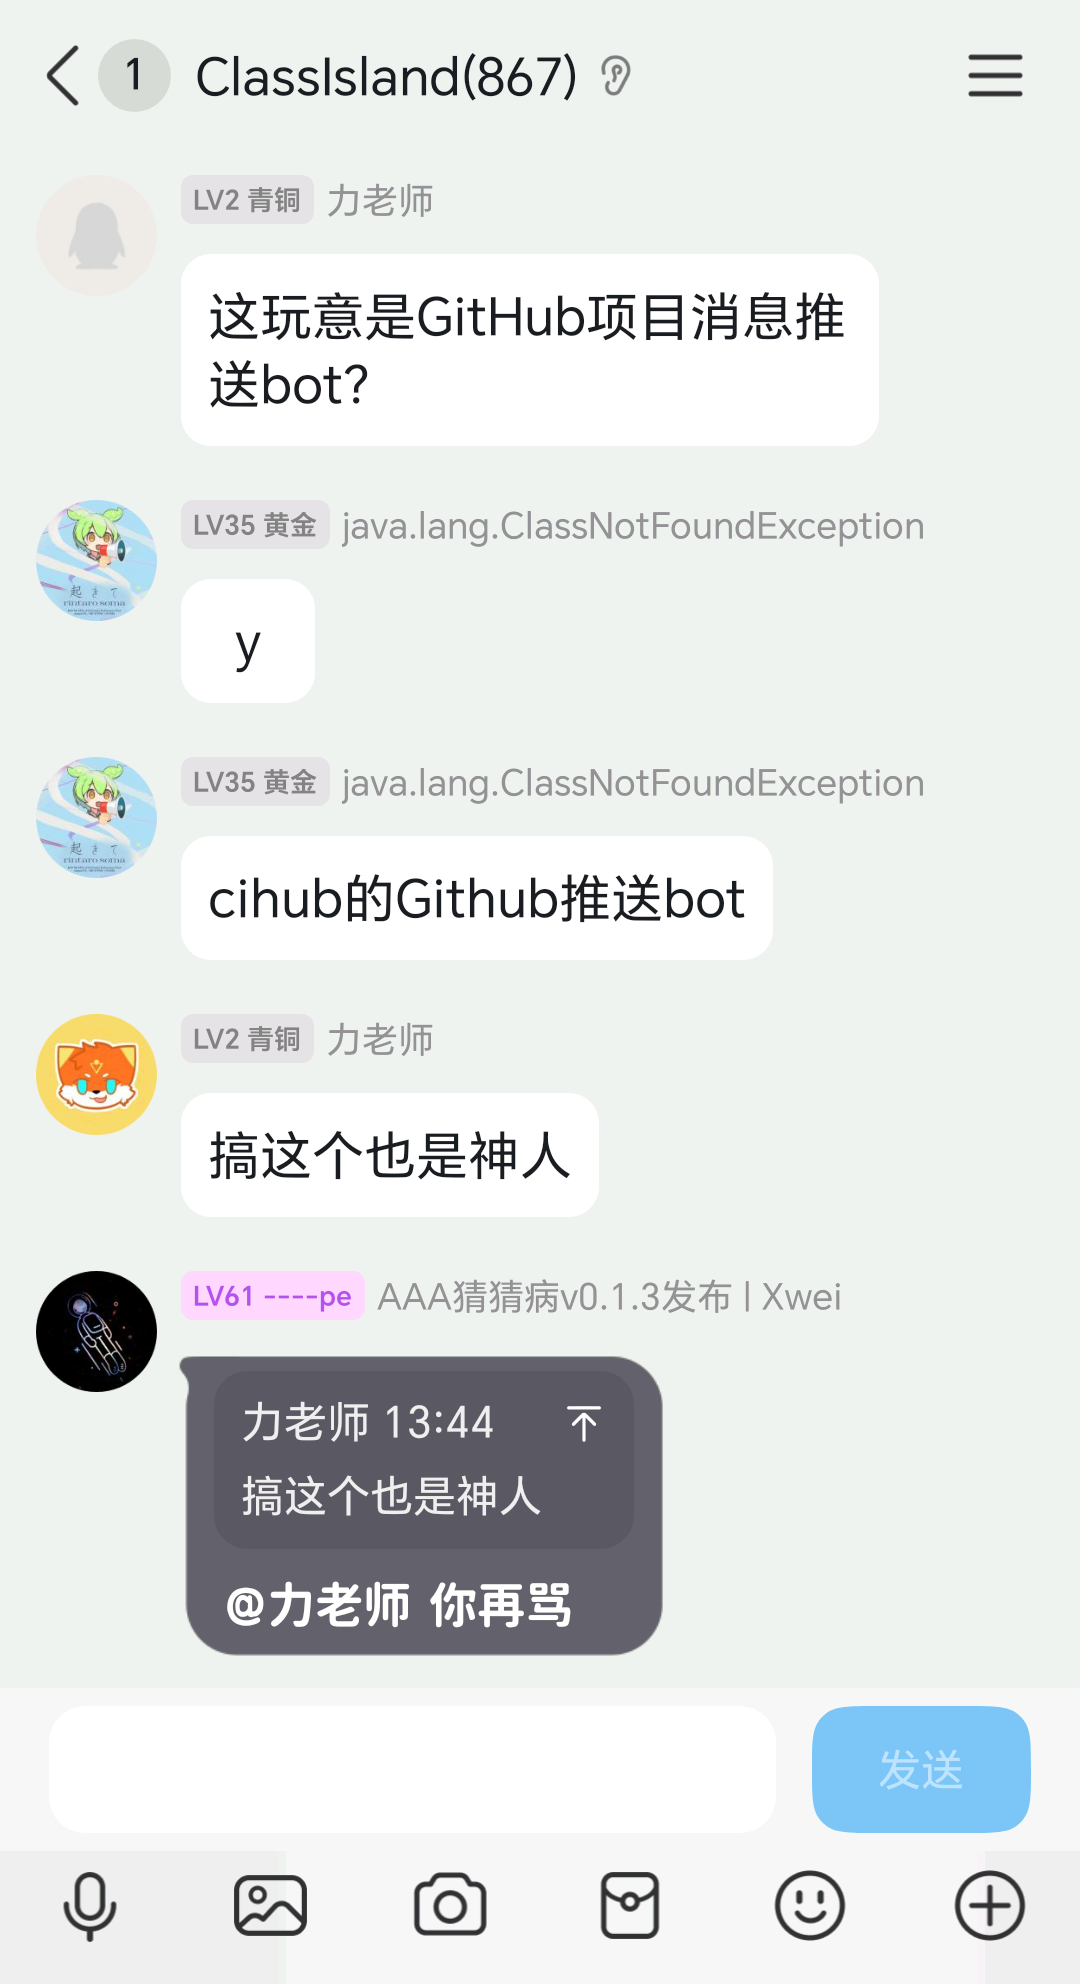 1 ClassIsland(867)
LV2 青铜 力老师
这玩意是GitHub项目消息推
送bot?
LV35 黄金 java.lang.ClassNotFoundException
y
LV35 黄金 java.lang.ClassNotFoundException
cihub的Github推送bot
LV2 青铜 力老师
搞这个也是神人
LV61 ----pe AAA猜猜病v0.1.3发布 | Xwei
力老师 13:44
搞这个也是神人
@力老师 你再骂
发送